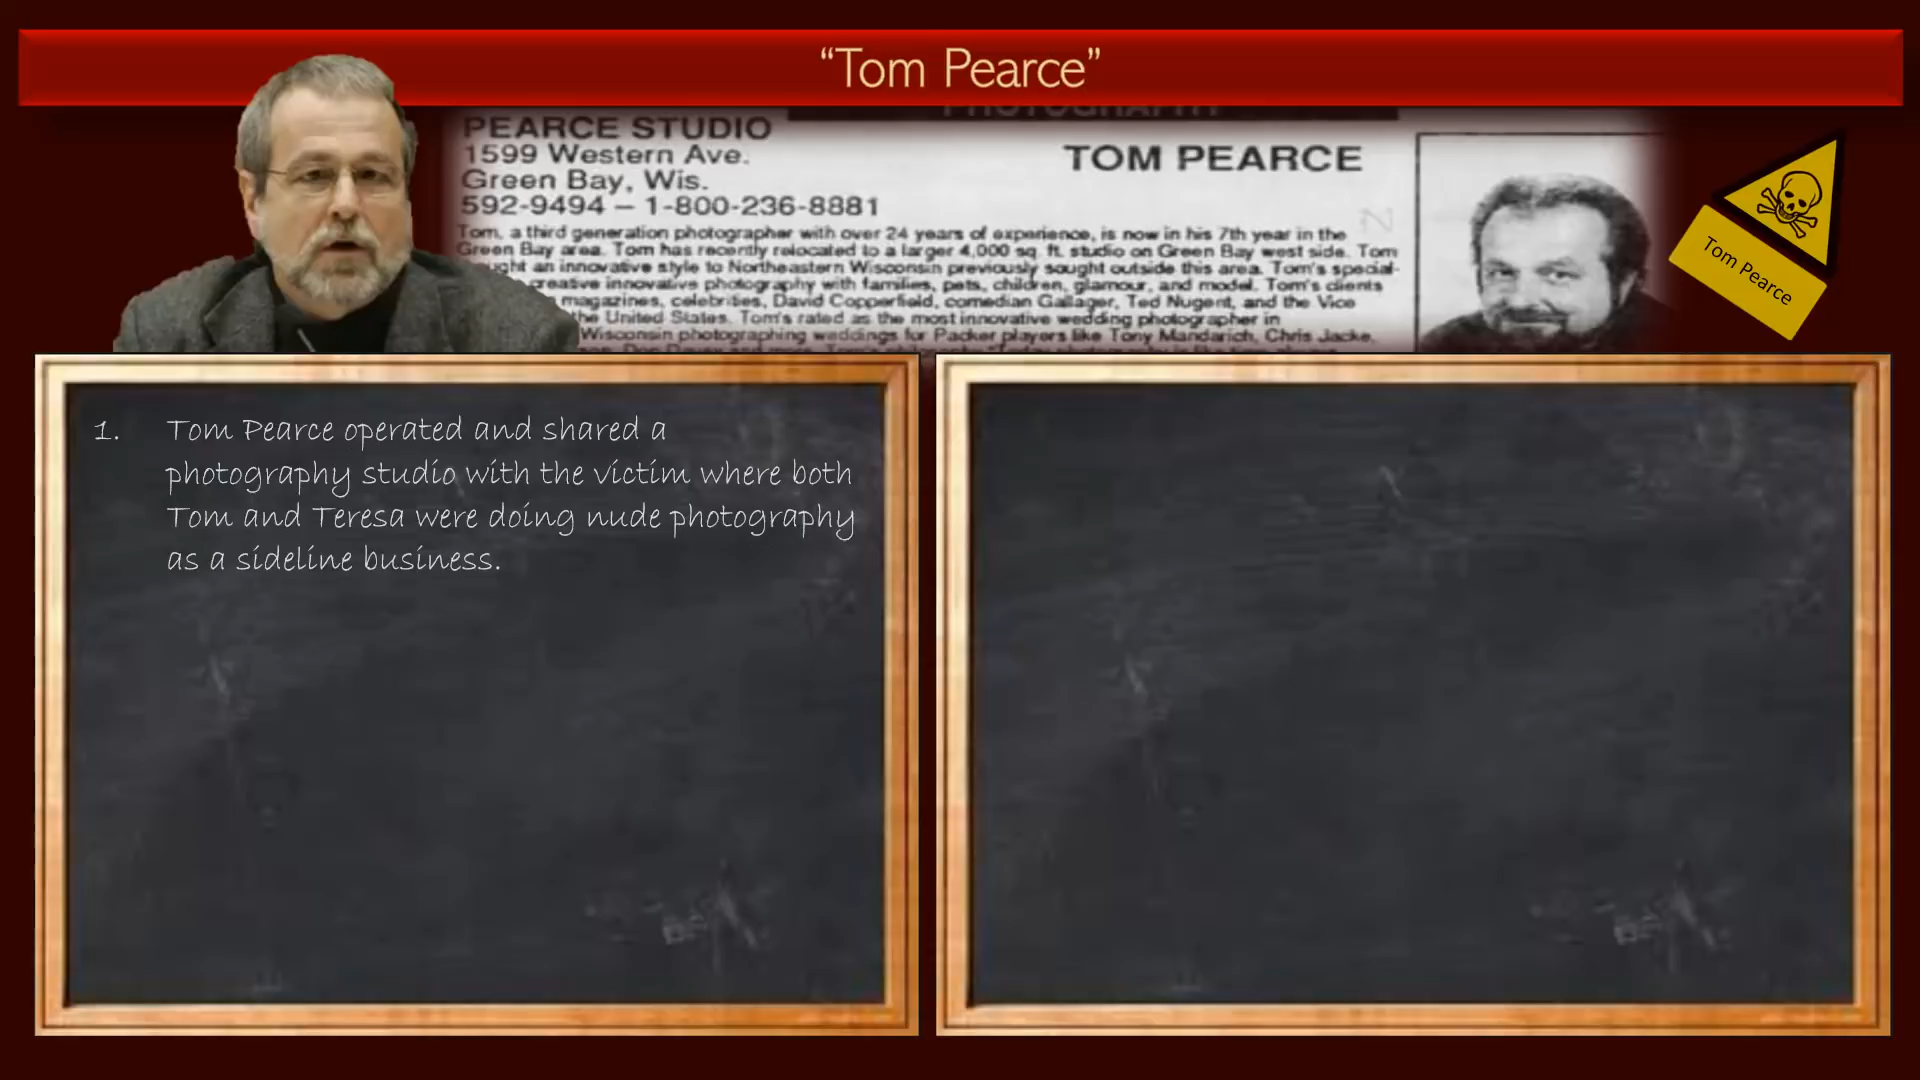 “Tom Pearce”
PHOTOGRAPHY
PEARCE STUDIO
1599 Western Ave.
Green Bay, Wis.
592-9494 – 1-800-236-8881
TOM PEARCE
Tom, a third generation photographer with over 24 years of experience, is now in his 7th year in the
Green Bay area. Tom has recently relocated to a larger 4,000 sq. ft. studio on Green Bay west side. Tom
an innovative style to Northeastern Wisconsin previously sought outside this area. Tom's special-
creative innovative photography with families, pets, children, glamour, and model. Tom's clients
magazines, celebrities, David Copperfield, comedian Gallager, Ted Nugent, and the Vice
the United States. Tom's rated as the most innovative wedding photographer in
Wisconsin photographing weddings for Packer players like Tony Mandarich, Chris Jacke,
Tom Pearce
1. Tom Pearce operated and shared a
photography studio with the victim where both
Tom and Teresa were doing nude photography
as a sideline business.